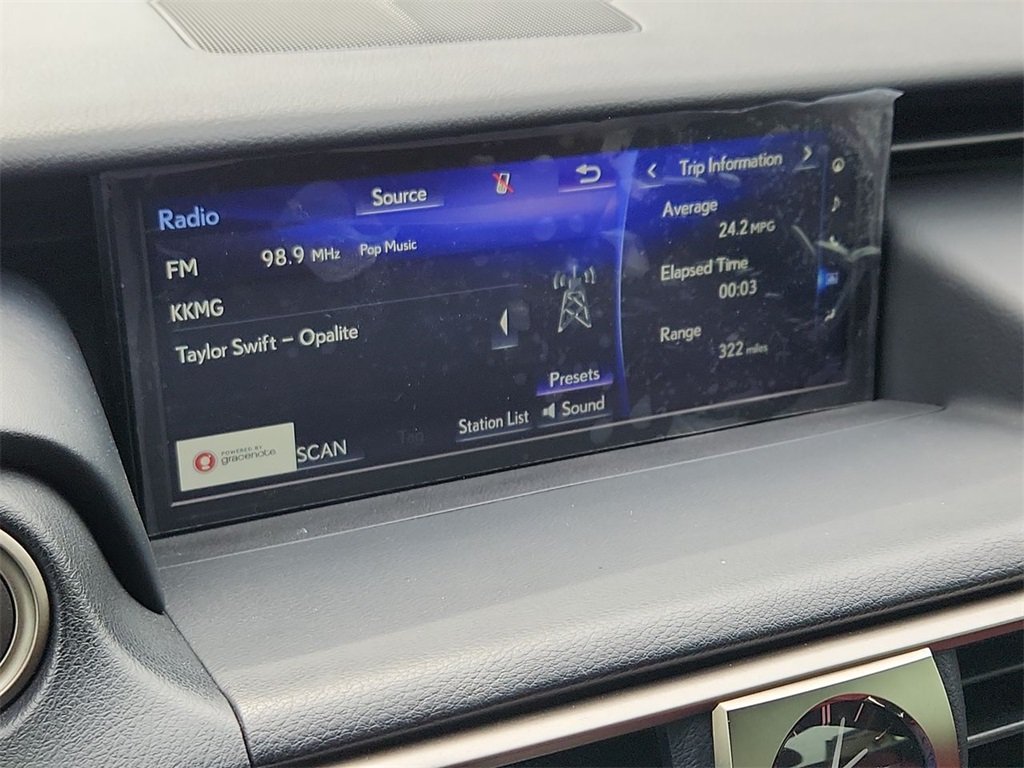 Radio
Source
FM
98.9 MHz
Pop Music
KKMG
Taylor Swift – Opalite
POWERED BY
gracenote
SCAN
Tag
Station List
Presets
Sound
Trip Information
Average
24.2 MPG
Elapsed Time
00:03
Range
322 miles